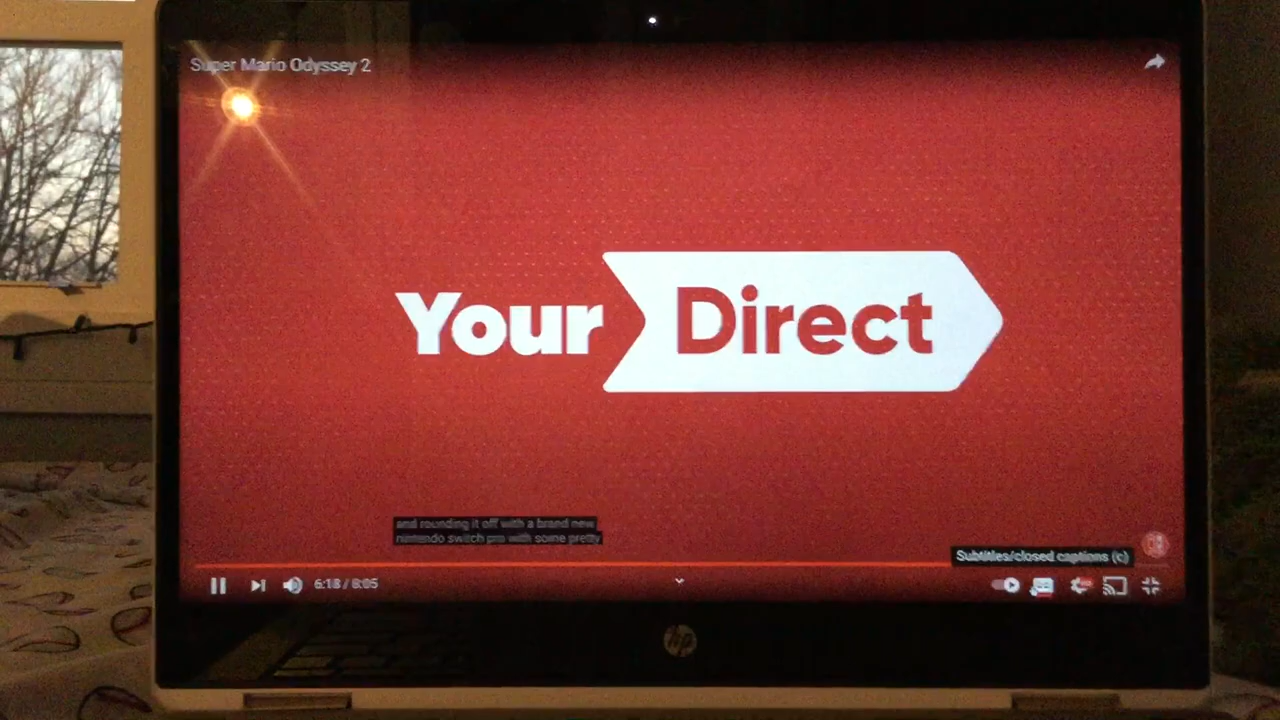 Super Mario Odyssey 2
Your Direct
and rounding it off with a brand new
nintendo switch pro with some pretty
Subtitles/closed captions (c)
6:18 / 8:05
hp